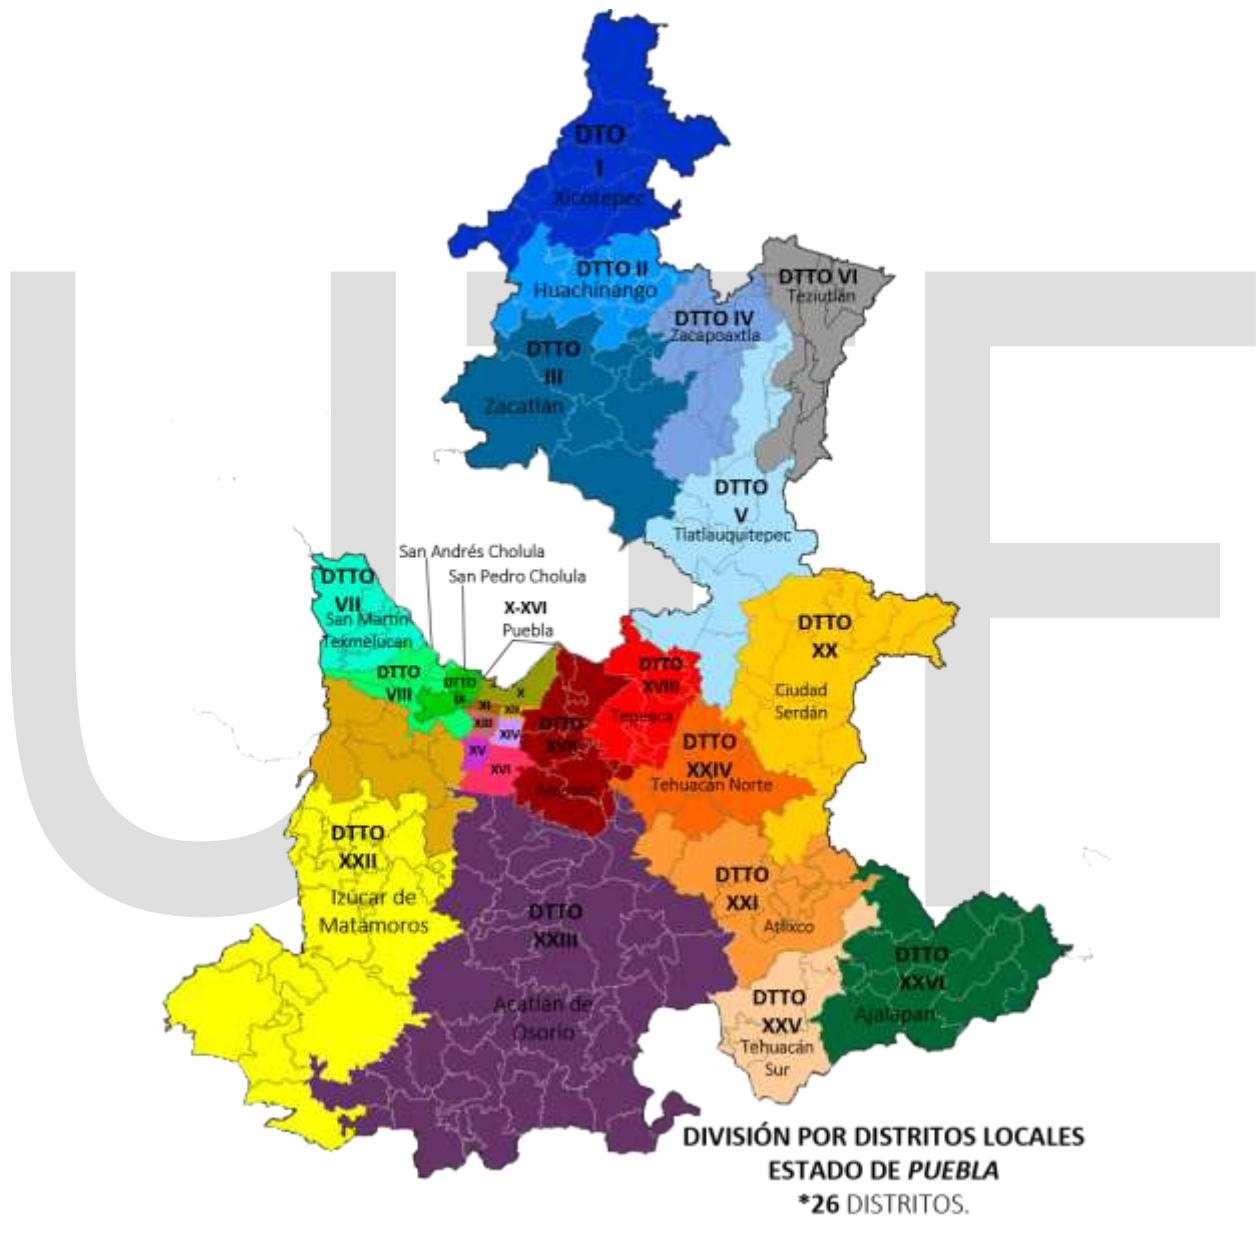 DTO
I
Xicotepec
DTTO II
Huachinango
DTTO VI
Teziutlán
DTTO IV
Zacapoaxtla
DTTO
III
Zacatlán
DTTO
V
Tlatlauquitepec
San Andrés Cholula
San Pedro Cholula
X-XVI
Puebla
DTTO
VII
San Martín
Texmelucan
DTTO
VIII
DTTO
IX
X
XI
XII
XIII
XIV
XV
XVI
DTTO
XVII
DTTO
XVIII
Tepeaca
DTTO
XX
Ciudad
Serdán
DTTO
XXIV
Tehuacán Norte
DTTO
XXII
Izúcar de
Matamoros
DTTO
XXI
Atlixco
DTTO
XXIII
Acatlán de
Osorio
DTTO
XXVI
Ajalapan
DTTO
XXV
Tehuacán
Sur
DIVISIÓN POR DISTRITOS LOCALES
ESTADO DE PUEBLA
*26 DISTRITOS.